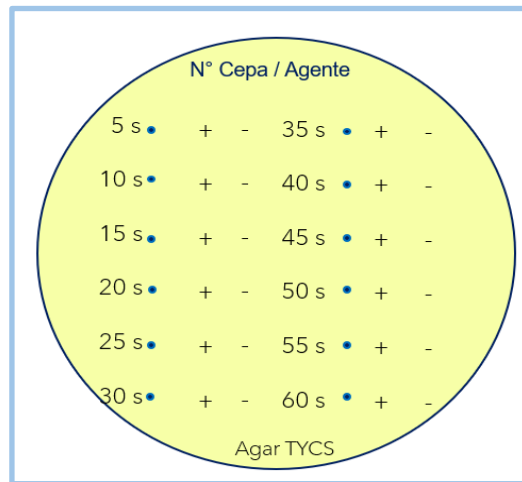 N° Cepa / Agente
5 s + - 35 s + -
10 s + - 40 s + -
15 s + - 45 s + -
20 s + - 50 s + -
25 s + - 55 s + -
30 s + - 60 s + -
Agar TYCS